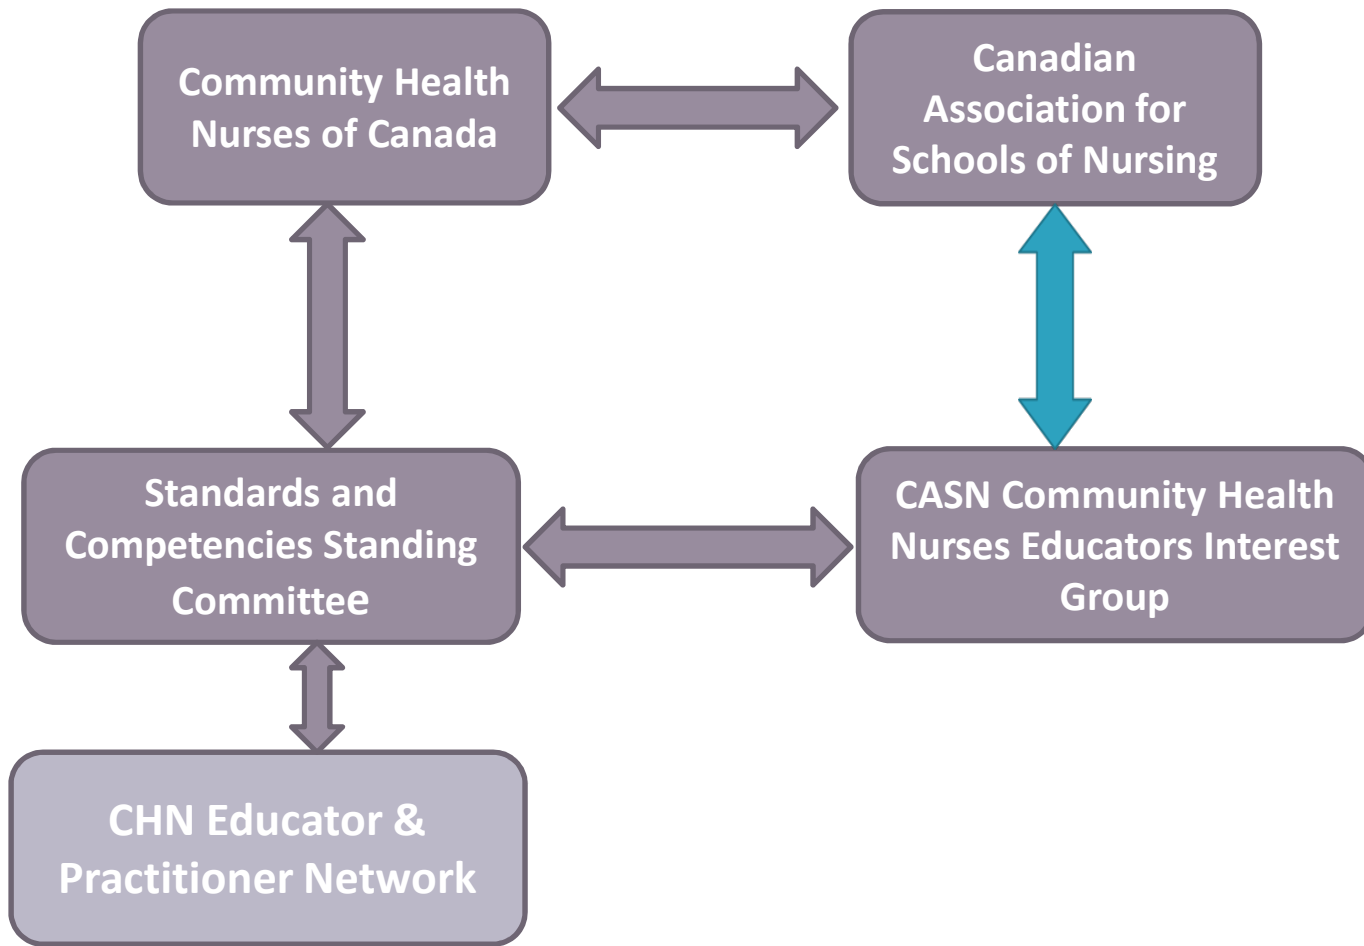 Community Health
Nurses of Canada
Canadian
Association for
Schools of Nursing
Standards and
Competencies Standing
Committee
CASN Community Health
Nurses Educators Interest
Group
CHN Educator &
Practitioner Network